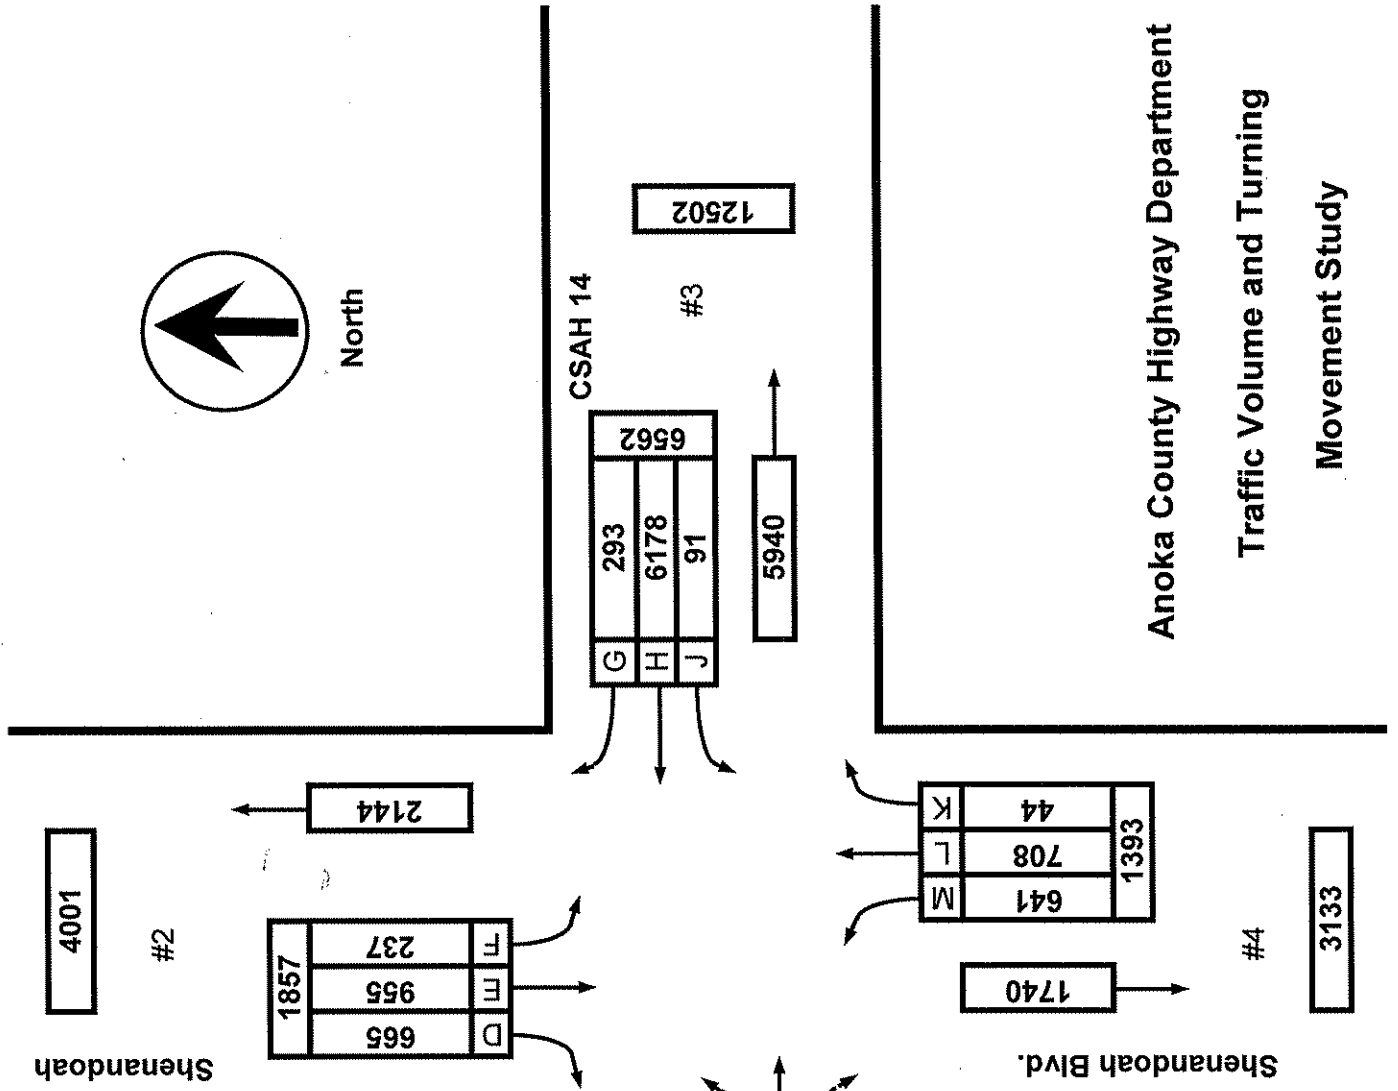 Shenandoah
4001
#2
1857
665
955
237
D
E
F
2144
North
CSAH 14
G
293
H
6178
J
91
6562
5940
#3
12502
M
L
K
641
708
44
1393
1740
#4
3133
Shenandoah Blvd.
Anoka County Highway Department
Traffic Volume and Turning
Movement Study